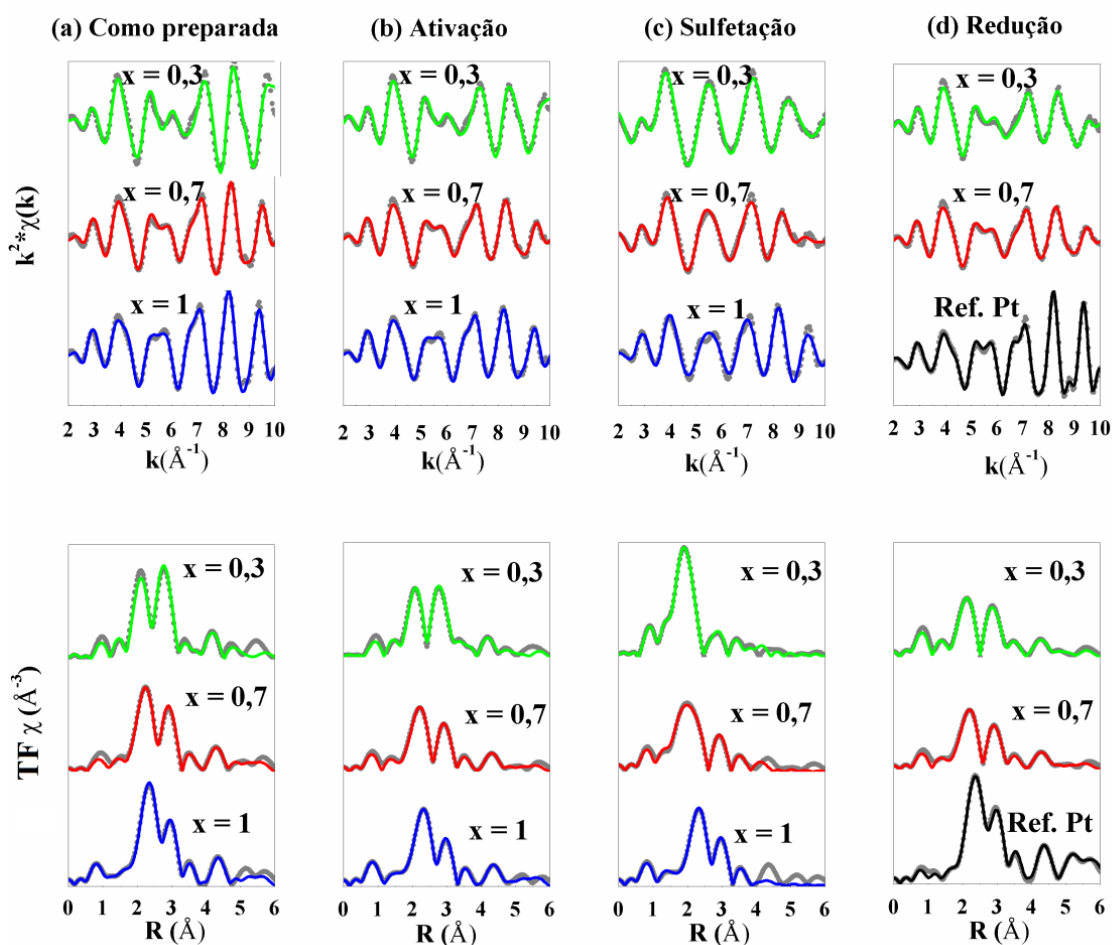 (a) Como preparada
(b) Ativação
(c) Sulfetação
(d) Redução
k²*χ(k)
x = 0,3
x = 0,7
x = 1
2 3 4 5 6 7 8 9 10
k(Å⁻¹)
x = 0,3
x = 0,7
x = 1
2 3 4 5 6 7 8 9 10
k(Å⁻¹)
x = 0,3
x = 0,7
x = 1
2 3 4 5 6 7 8 9 10
k(Å⁻¹)
x = 0,3
x = 0,7
Ref. Pt
2 3 4 5 6 7 8 9 10
k(Å⁻¹)
TF χ (Å⁻³)
x = 0,3
x = 0,7
x = 1
0 1 2 3 4 5 6
R (Å)
x = 0,3
x = 0,7
x = 1
0 1 2 3 4 5 6
R (Å)
x = 0,3
x = 0,7
x = 1
0 1 2 3 4 5 6
R (Å)
x = 0,3
x = 0,7
Ref. Pt
0 1 2 3 4 5 6
R (Å)